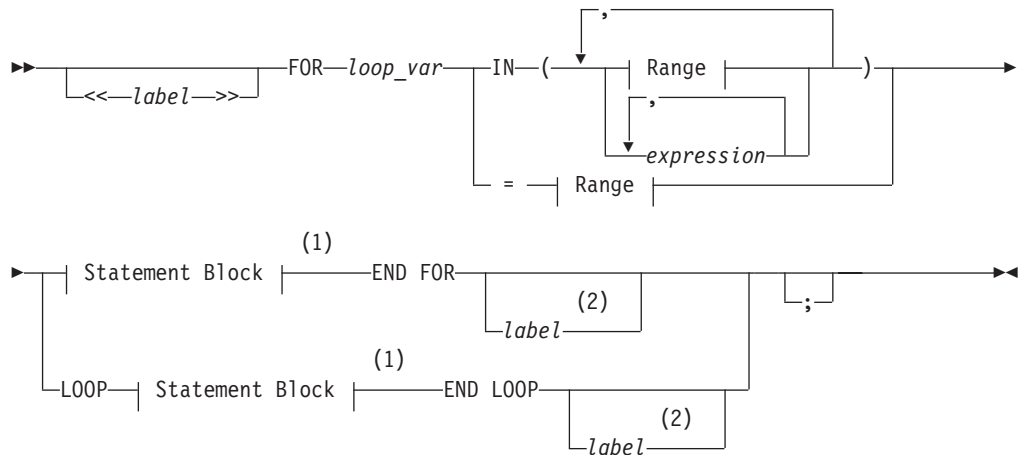 ,
FOR loop_var IN ( Range )
<< label >>
,
expression
= Range
(1)
Statement Block END FOR
(2)
label
;
(1)
LOOP Statement Block END LOOP
(2)
label